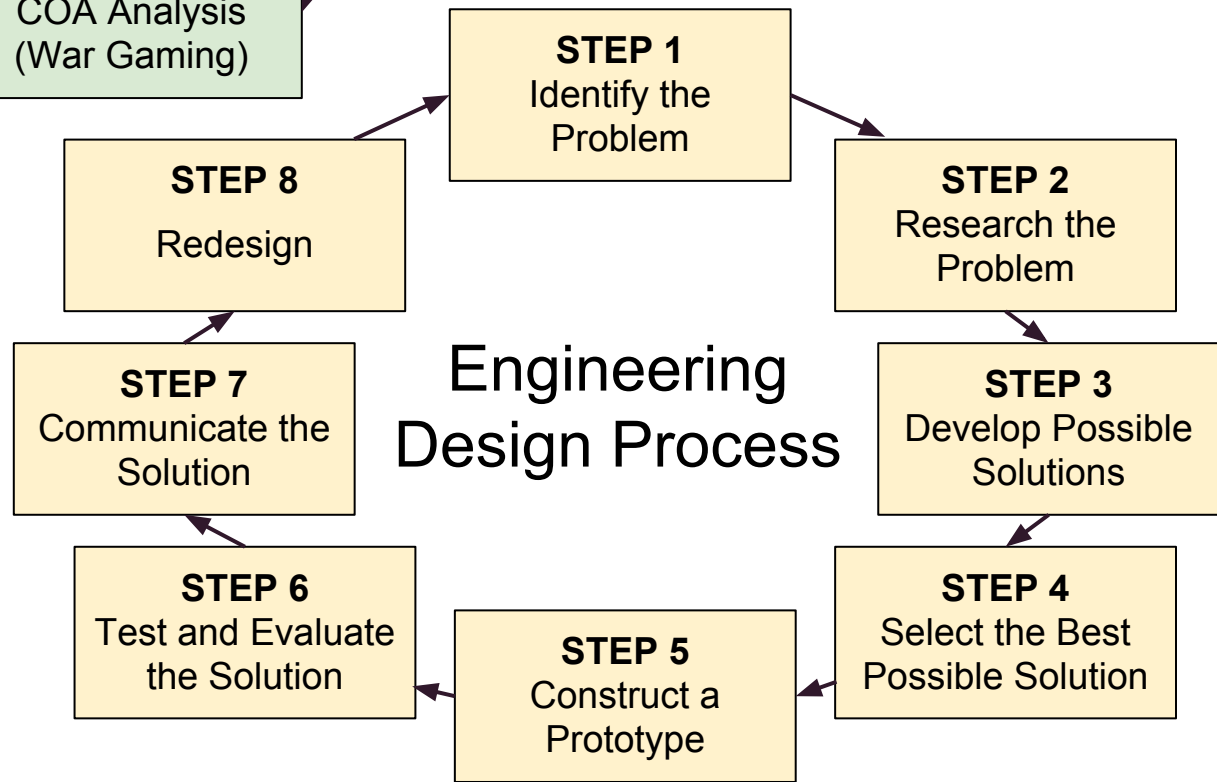 COA Analysis
(War Gaming)
STEP 1
Identify the
Problem
STEP 2
Research the
Problem
STEP 3
Develop Possible
Solutions
STEP 4
Select the Best
Possible Solution
STEP 5
Construct a
Prototype
STEP 6
Test and Evaluate
the Solution
STEP 7
Communicate the
Solution
STEP 8
Redesign
Engineering
Design Process